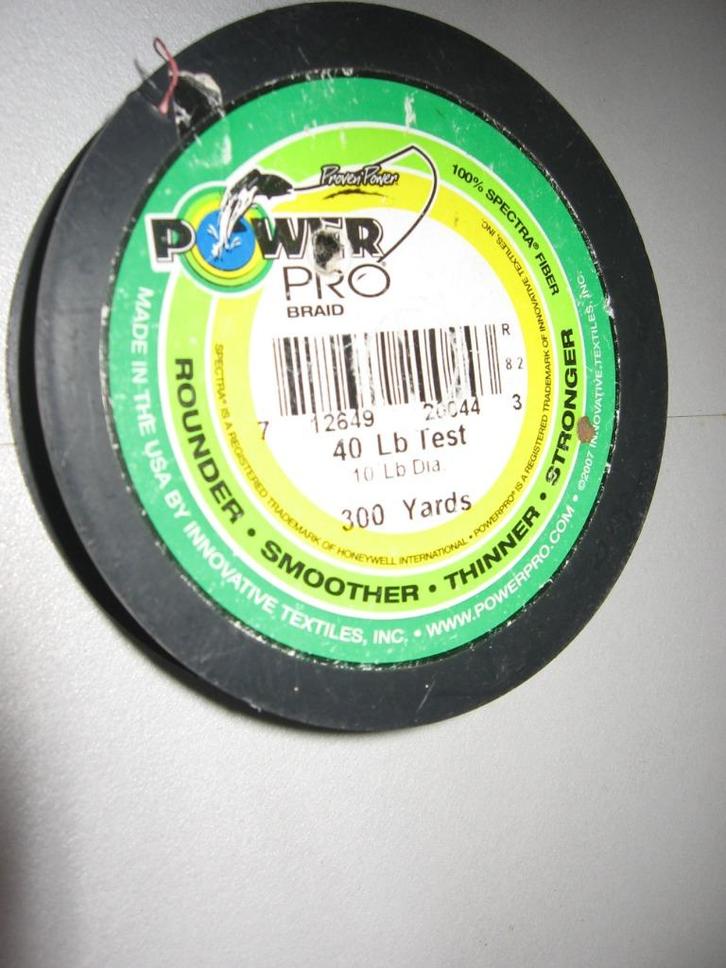 Proven Power
POWER
PRO
BRAID
R
82
7 12649 20044 3
40 Lb Test
10 Lb Dia.
300 Yards
100% SPECTRA® FIBER
ROUNDER • SMOOTHER • THINNER • STRONGER
SPECTRA® IS A REGISTERED TRADEMARK OF HONEYWELL INTERNATIONAL • POWERPRO® IS A REGISTERED TRADEMARK OF INNOVATIVE TEXTILES, INC.
MADE IN THE USA BY INNOVATIVE TEXTILES, INC. • WWW.POWERPRO.COM • ©2007 INNOVATIVE TEXTILES, INC.